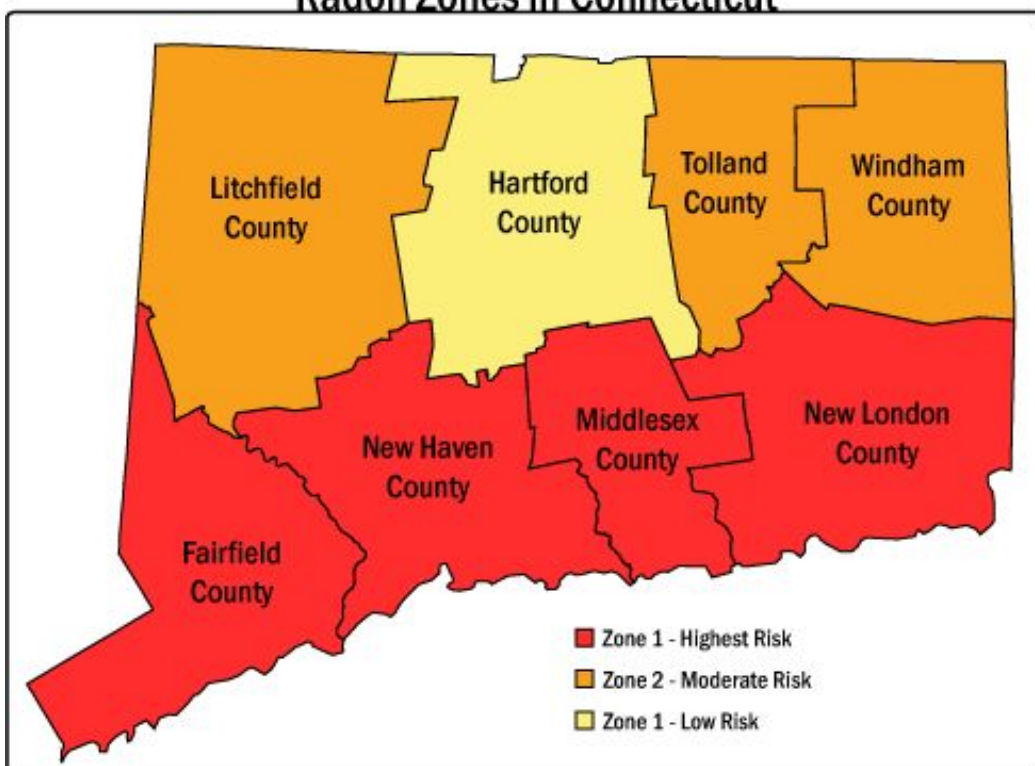 Radon Zones in Connecticut
Litchfield
County
Hartford
County
Tolland
County
Windham
County
New Haven
County
Middlesex
County
New London
County
Fairfield
County
Zone 1 - Highest Risk
Zone 2 - Moderate Risk
Zone 1 - Low Risk